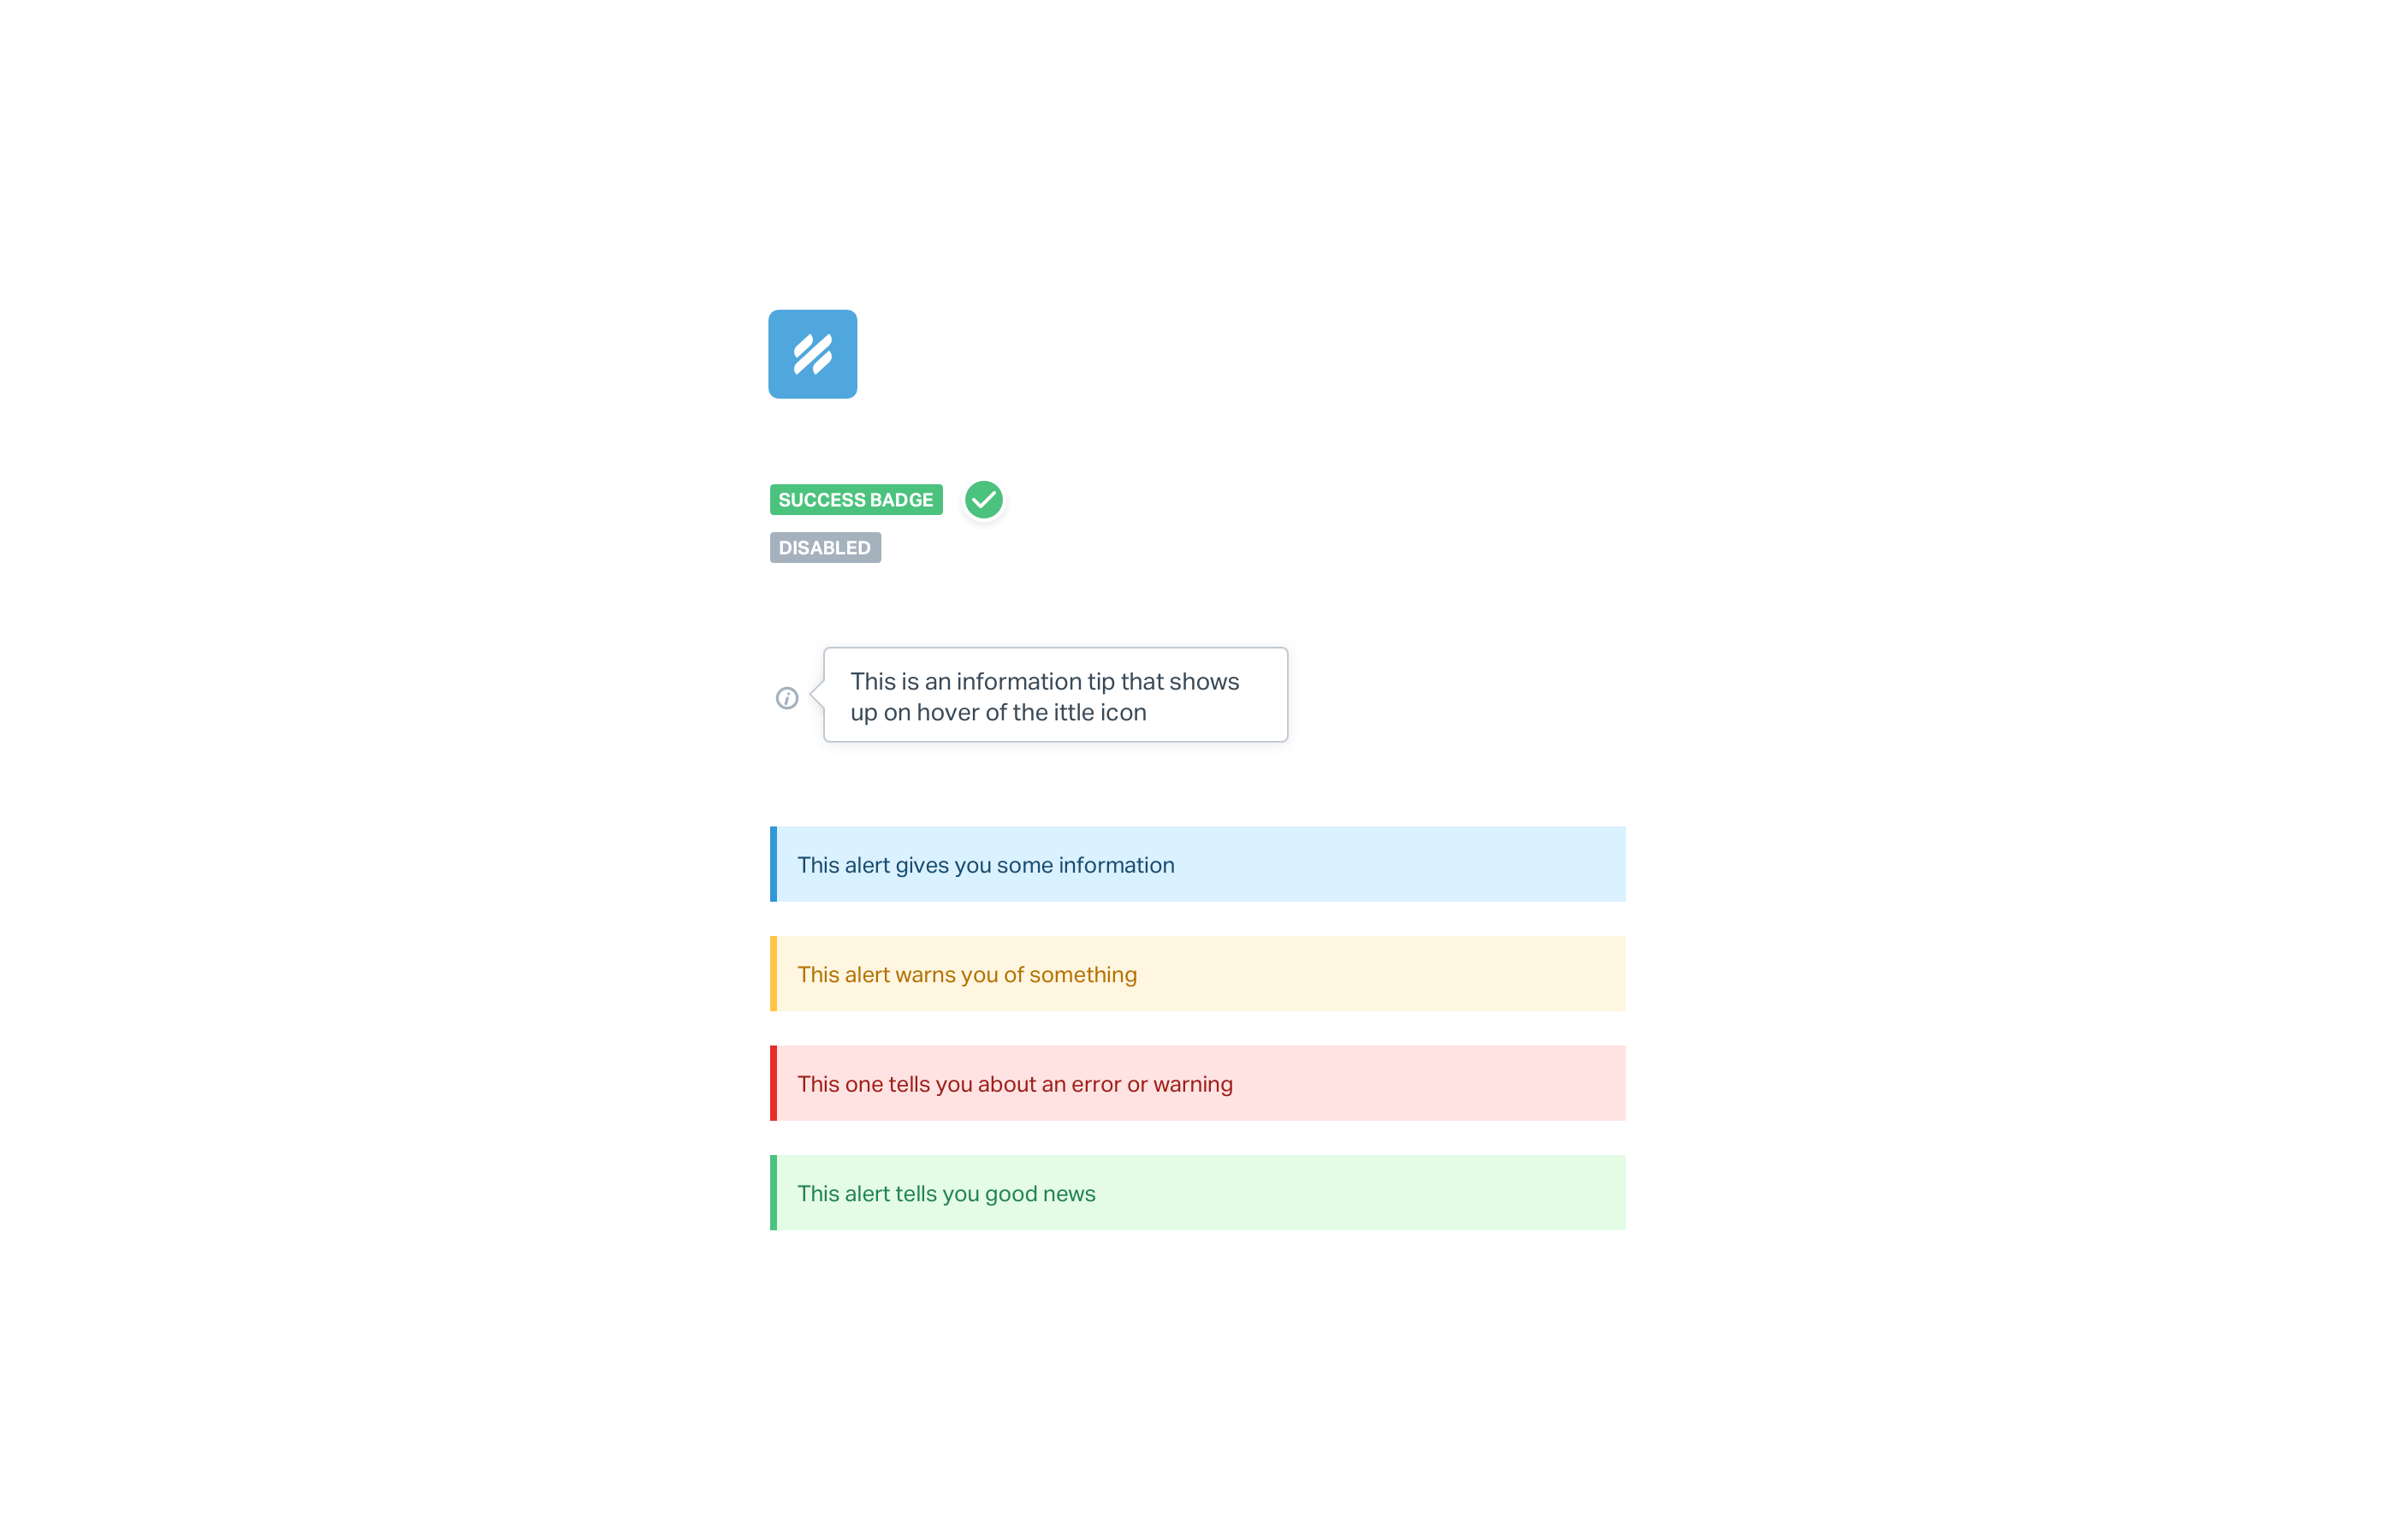 SUCCESS BADGE
DISABLED
This is an information tip that shows
up on hover of the ittle icon
This alert gives you some information
This alert warns you of something
This one tells you about an error or warning
This alert tells you good news